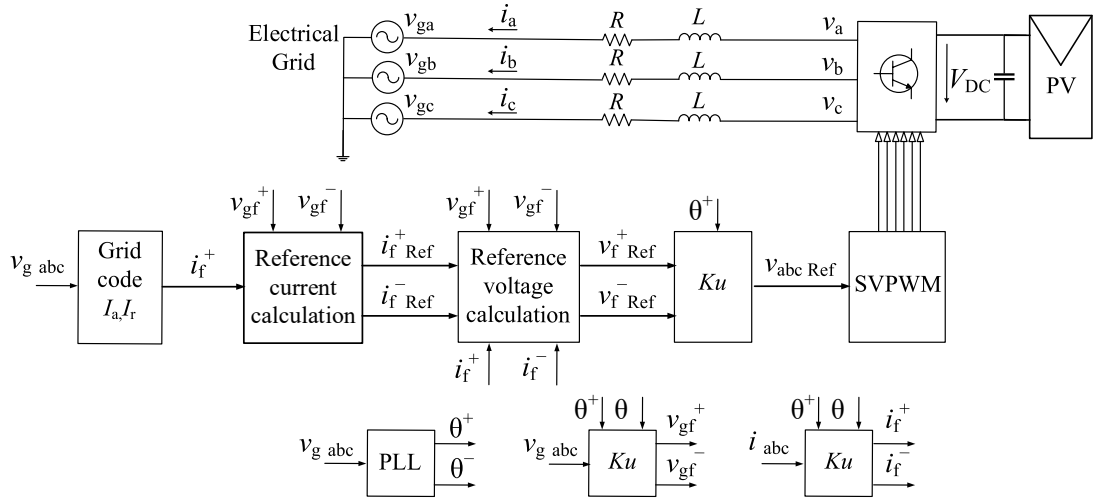 Electrical
Grid
v_ga i_a R L v_a
v_gb i_b R L v_b
v_gc i_c R L v_c
V_DC
PV
v_gf^+ v_gf^−
v_gf^+ v_gf^−
θ^+
v_g abc
Grid
code
I_a,I_r
i_f^+
Reference
current
calculation
i_f^+ Ref
i_f^− Ref
Reference
voltage
calculation
v_f^+ Ref
v_f^− Ref
Ku
v_abc Ref
SVPWM
i_f^+ i_f^−
v_g abc
PLL
θ^+
θ^−
θ^+ θ
v_g abc
Ku
v_gf^+
v_gf^−
θ^+ θ
i_abc
Ku
i_f^+
i_f^−